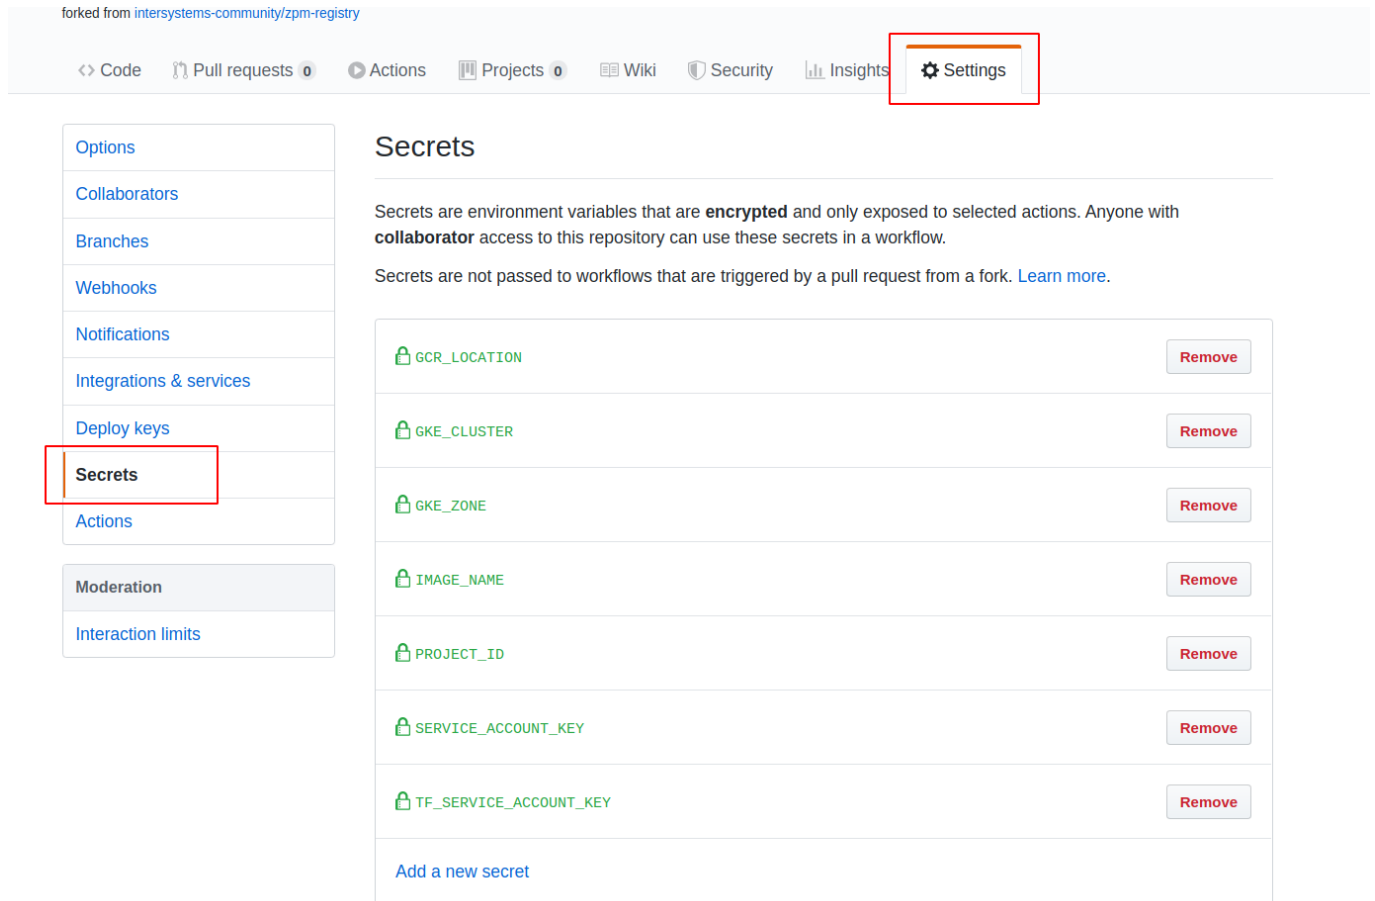 forked from intersystems-community/zpm-registry
Code Pull requests 0 Actions Projects 0 Wiki Security Insights Settings
Options
Collaborators
Branches
Webhooks
Notifications
Integrations & services
Deploy keys
Secrets
Actions
Moderation
Interaction limits
Secrets
Secrets are environment variables that are encrypted and only exposed to selected actions. Anyone with
collaborator access to this repository can use these secrets in a workflow.
Secrets are not passed to workflows that are triggered by a pull request from a fork. Learn more.
GCR_LOCATION Remove
GKE_CLUSTER Remove
GKE_ZONE Remove
IMAGE_NAME Remove
PROJECT_ID Remove
SERVICE_ACCOUNT_KEY Remove
TF_SERVICE_ACCOUNT_KEY Remove
Add a new secret